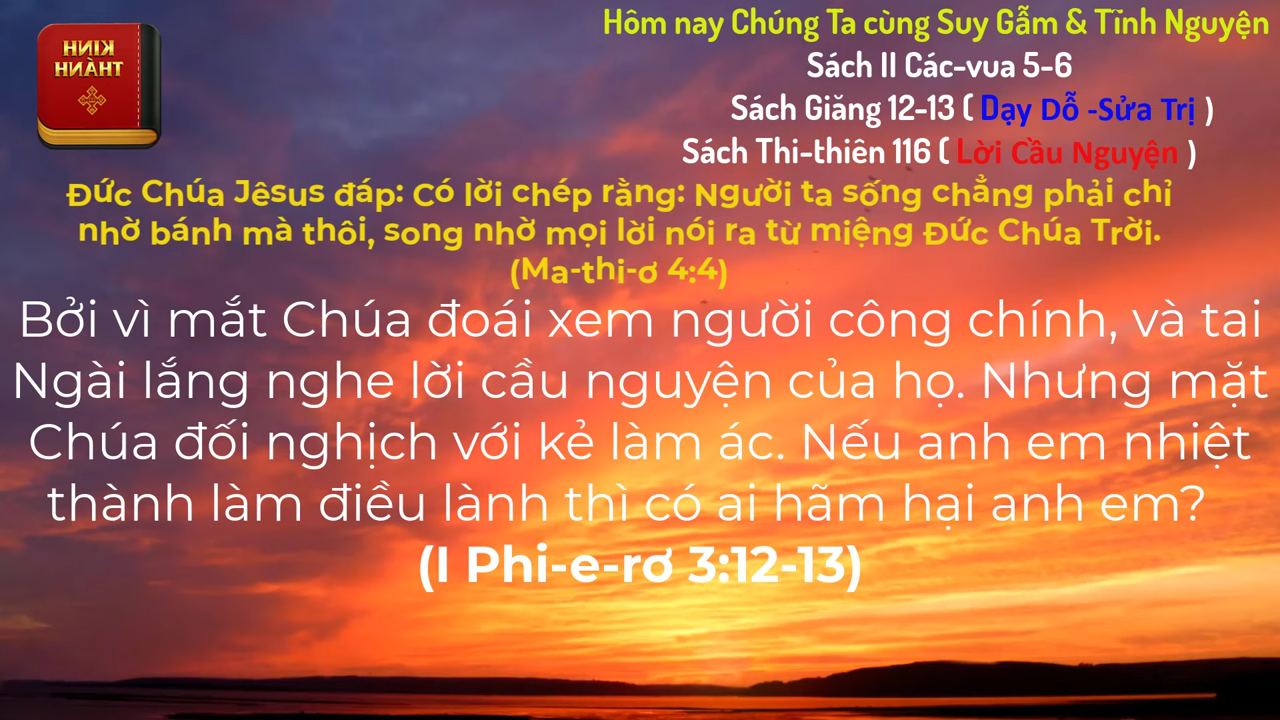 KINH
THÀNH
Hôm nay Chúng Ta cùng Suy Gẫm & Tĩnh Nguyện
Sách II Các-vua 5-6
Sách Giăng 12-13 ( Dạy Dỗ -Sửa Trị )
Sách Thi-thiên 116 ( Lời Cầu Nguyện )
Đức Chúa Jêsus đáp: Có lời chép rằng: Người ta sống chẳng phải chỉ
nhờ bánh mà thôi, song nhờ mọi lời nói ra từ miệng Đức Chúa Trời.
(Ma-thi-ơ 4:4)
Bởi vì mắt Chúa đoái xem người công chính, và tai
Ngài lắng nghe lời cầu nguyện của họ. Nhưng mặt
Chúa đối nghịch với kẻ làm ác. Nếu anh em nhiệt
thành làm điều lành thì có ai hãm hại anh em?
(I Phi-e-rơ 3:12-13)